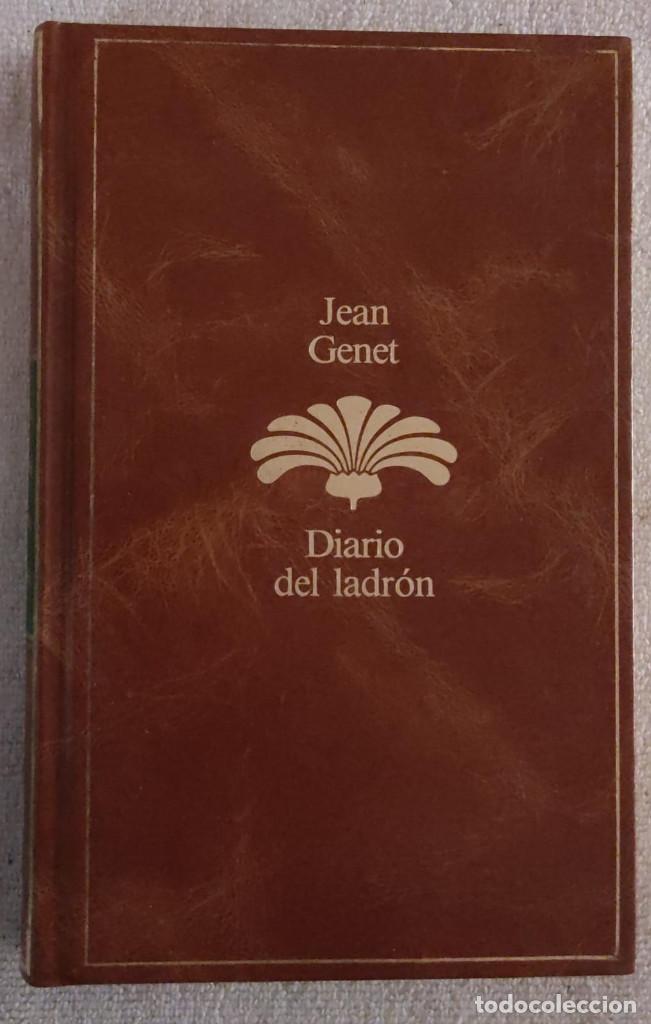 Jean
Genet
Diario
del ladrón
todocoleccion